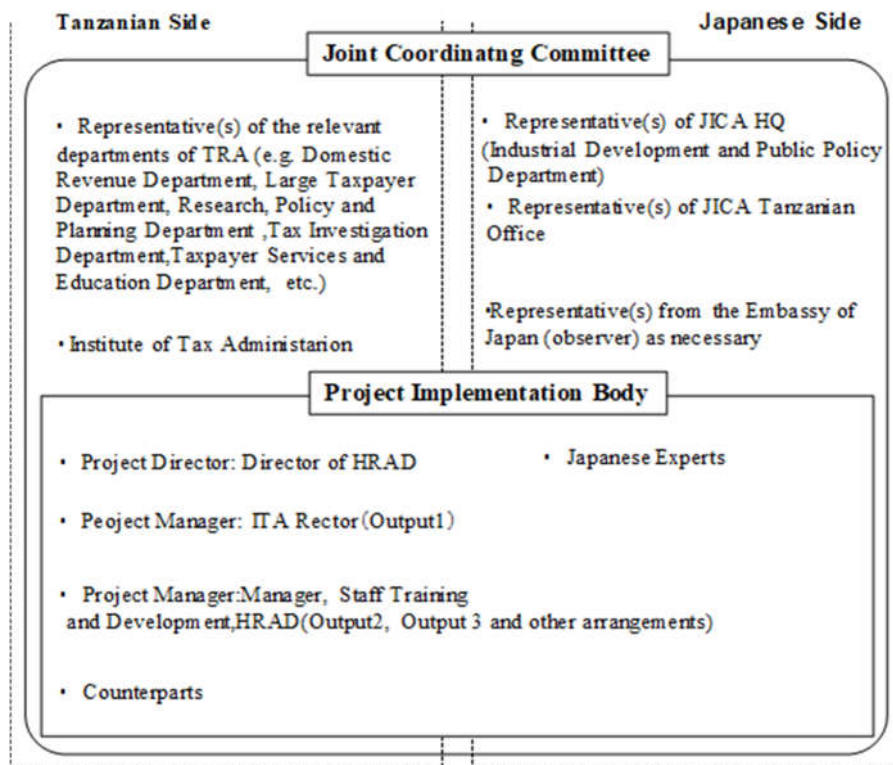 Tanzanian Side
Japanese Side
Joint Coordinatng Committee
• Representative(s) of the relevant
departments of TRA (e.g. Domestic
Revenue Department, Large Taxpayer
Department, Research, Policy and
Planning Department ,Tax Investigation
Department,Taxpayer Services and
Education Department, etc.)
• Institute of Tax Administarion
• Representative(s) of JICA HQ
(Industrial Development and Public Policy
Department)
• Representative(s) of JICA Tanzanian
Office
•Representative(s) from the Embassy of
Japan (observer) as necessary
Project Implementation Body
• Project Director: Director of HRAD
• Peoject Manager: ITA Rector(Output1)
• Project Manager:Manager, Staff Training
and Development,HRAD(Output2, Output 3 and other arrangements)
• Counterparts
• Japanese Experts